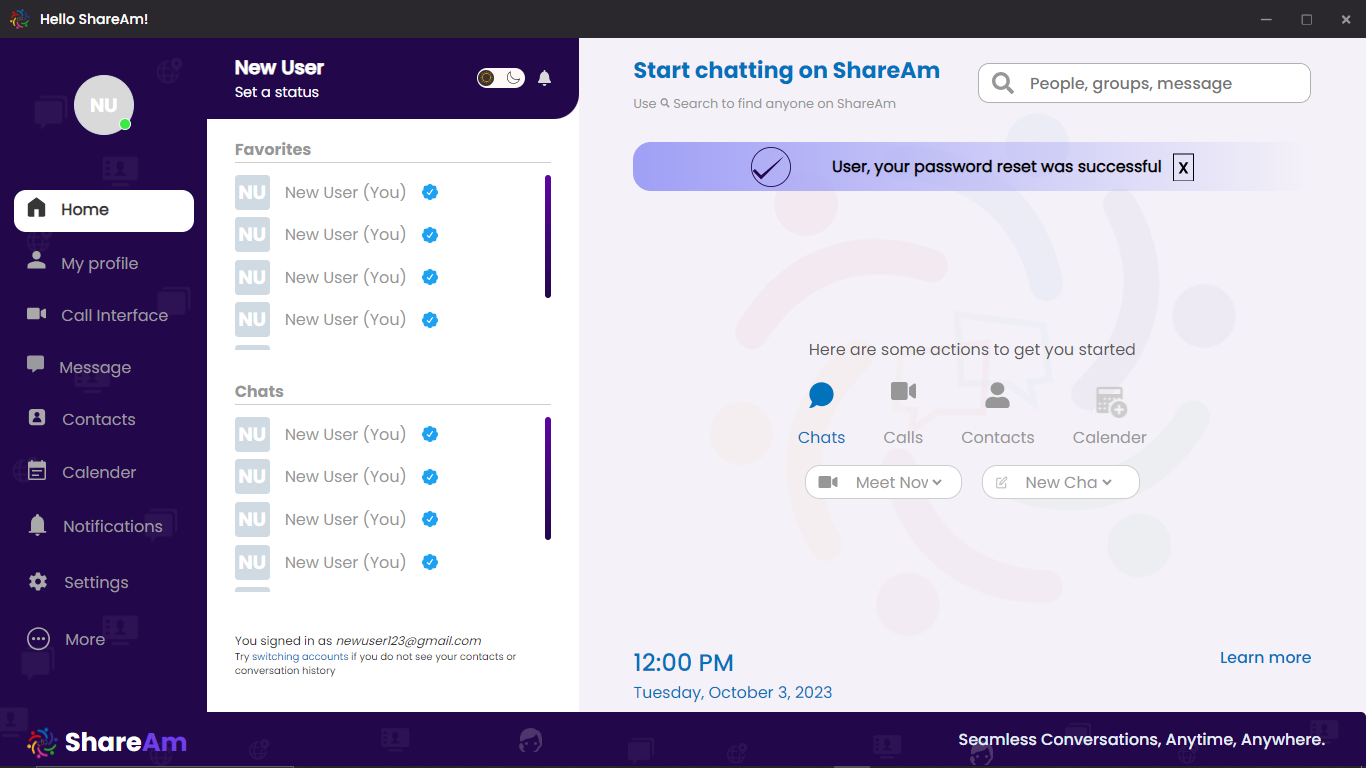 Hello ShareAm!
NU
Home
My profile
Call Interface
Message
Contacts
Calender
Notifications
Settings
More
New User
Set a status
Favorites
NU New User (You)
NU New User (You)
NU New User (You)
NU New User (You)
Chats
NU New User (You)
NU New User (You)
NU New User (You)
NU New User (You)
You signed in as newuser123@gmail.com
Try switching accounts if you do not see your contacts or
conversation history
Start chatting on ShareAm
Use Search to find anyone on ShareAm
People, groups, message
User, your password reset was successful X
Here are some actions to get you started
Chats Calls Contacts Calender
Meet Nov New Cha
12:00 PM
Tuesday, October 3, 2023
Learn more
ShareAm
Seamless Conversations, Anytime, Anywhere.